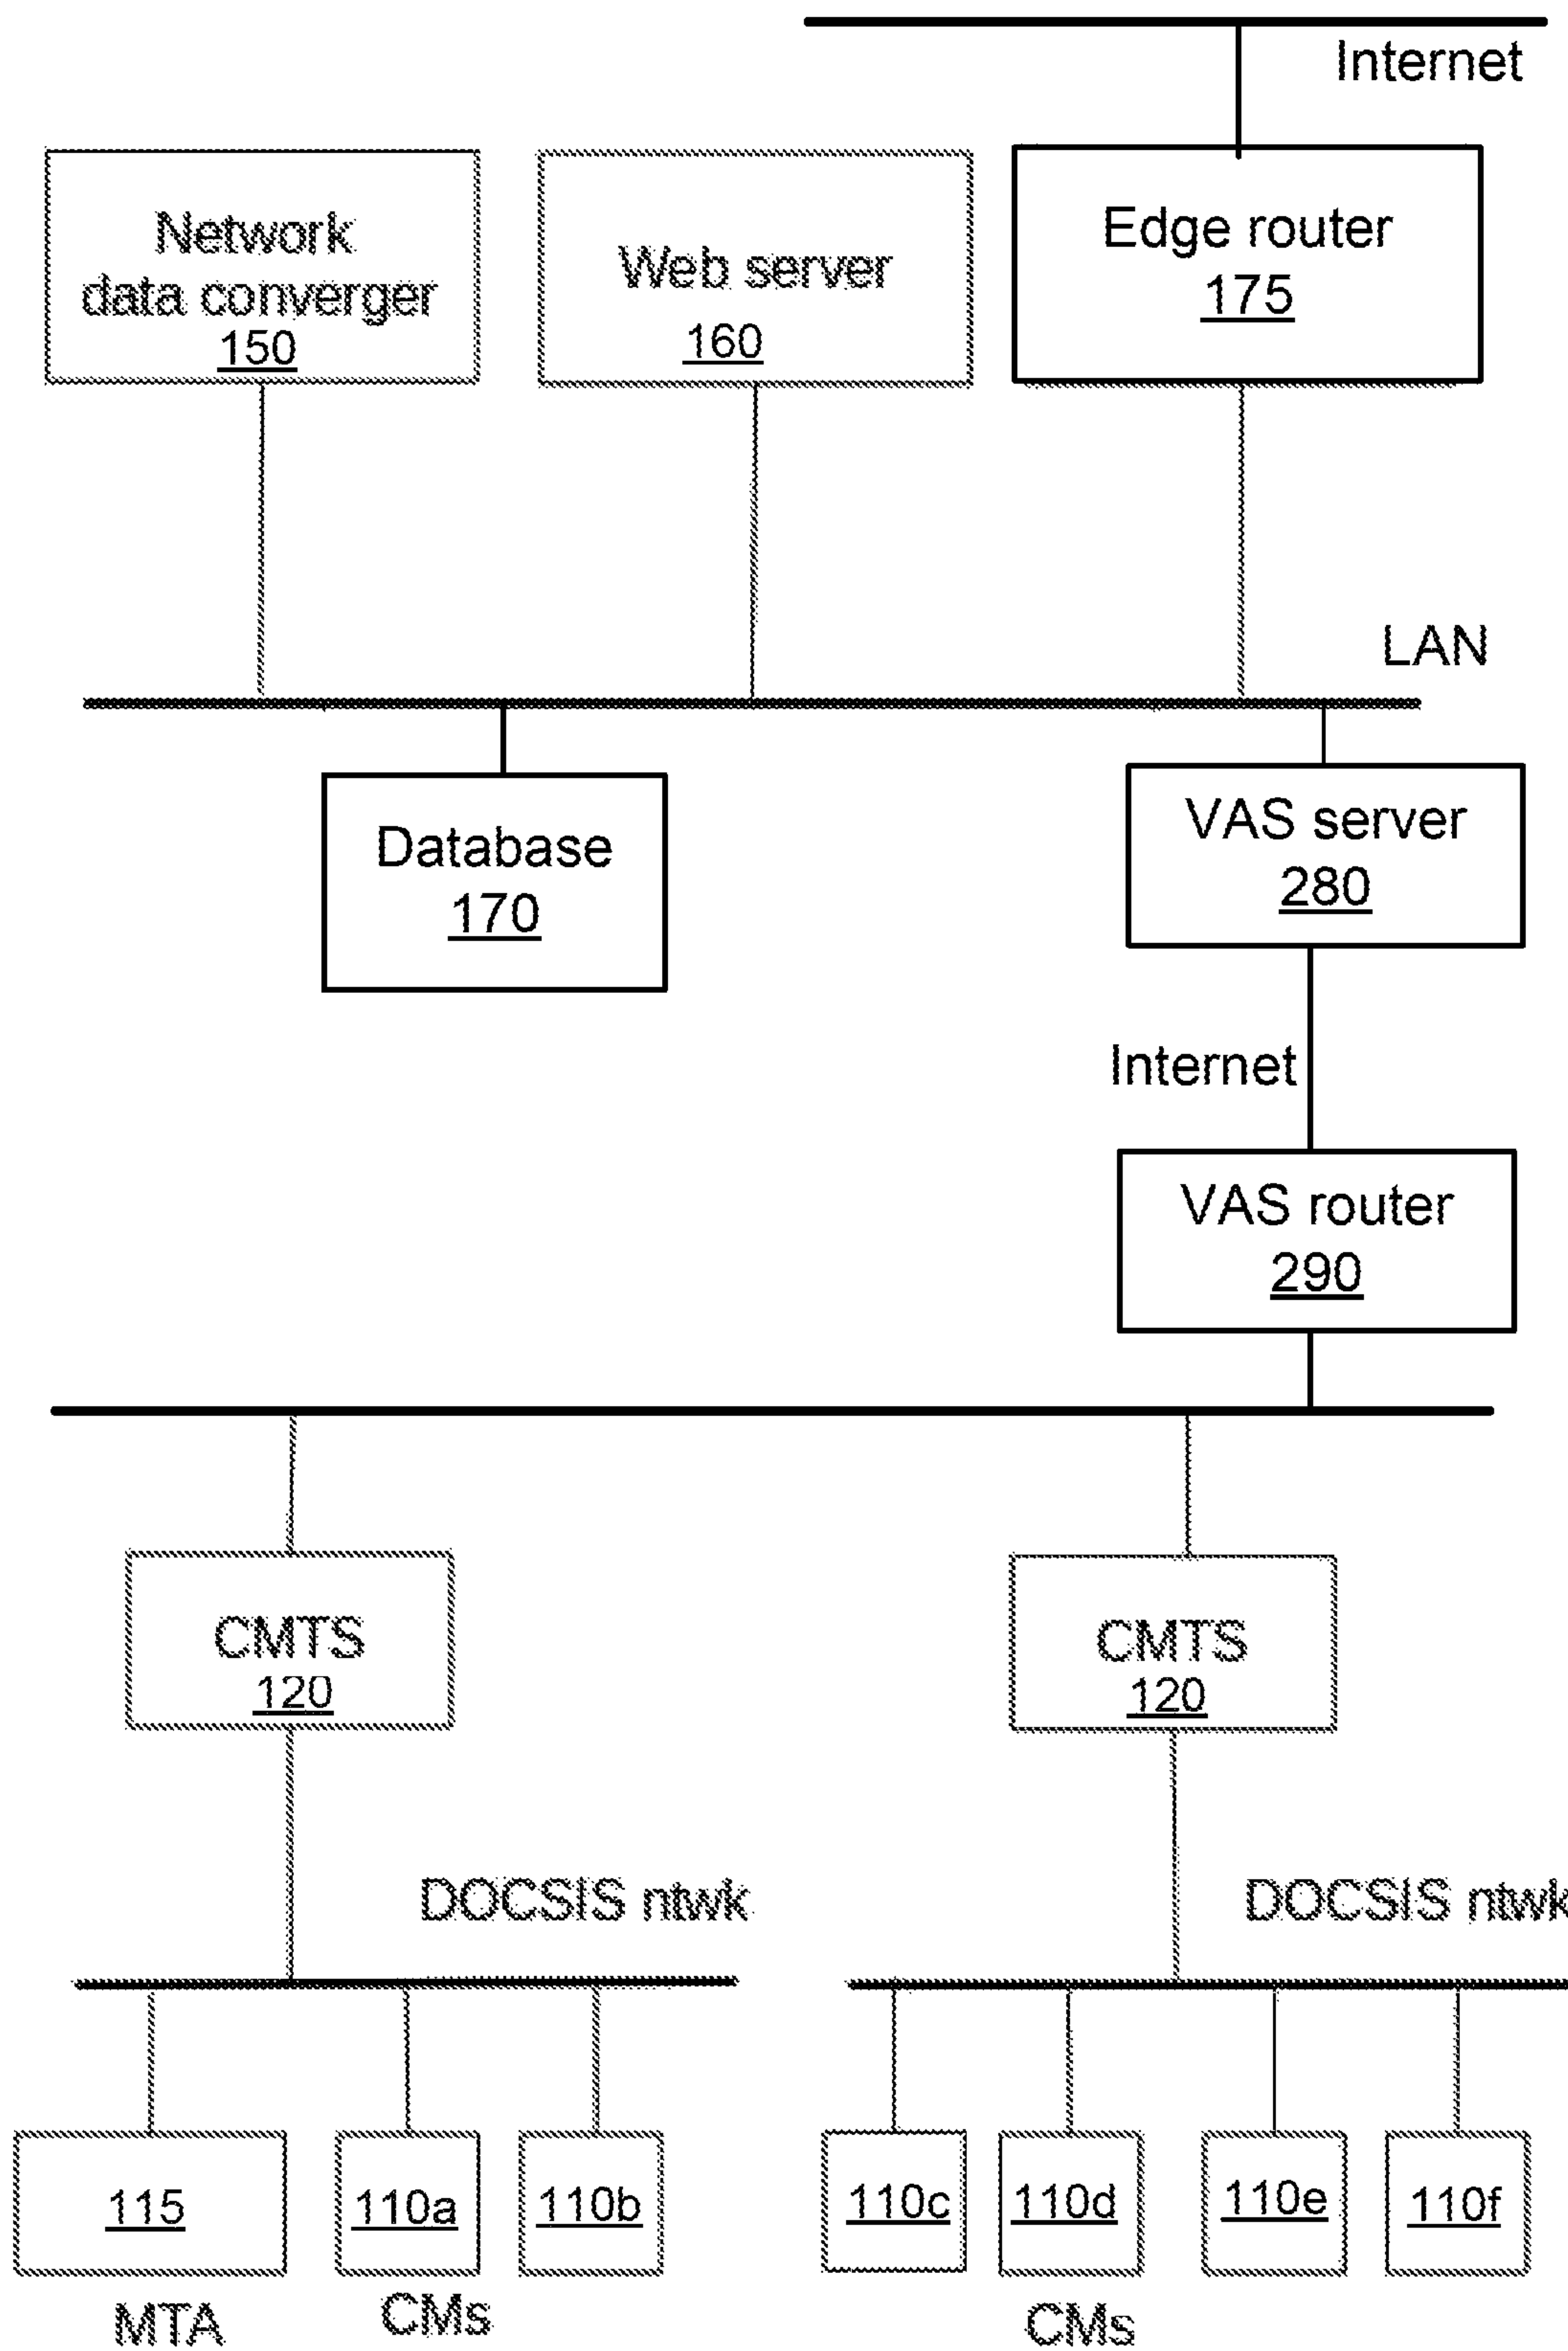 Internet
Network
data converger
150
Web server
160
Edge router
175
LAN
Database
170
VAS server
280
Internet
VAS router
290
CMTS
120
CMTS
120
DOCSIS ntwk
DOCSIS ntwk
115
110a
110b
110c
110d
110e
110f
MTA
CMs
CMs